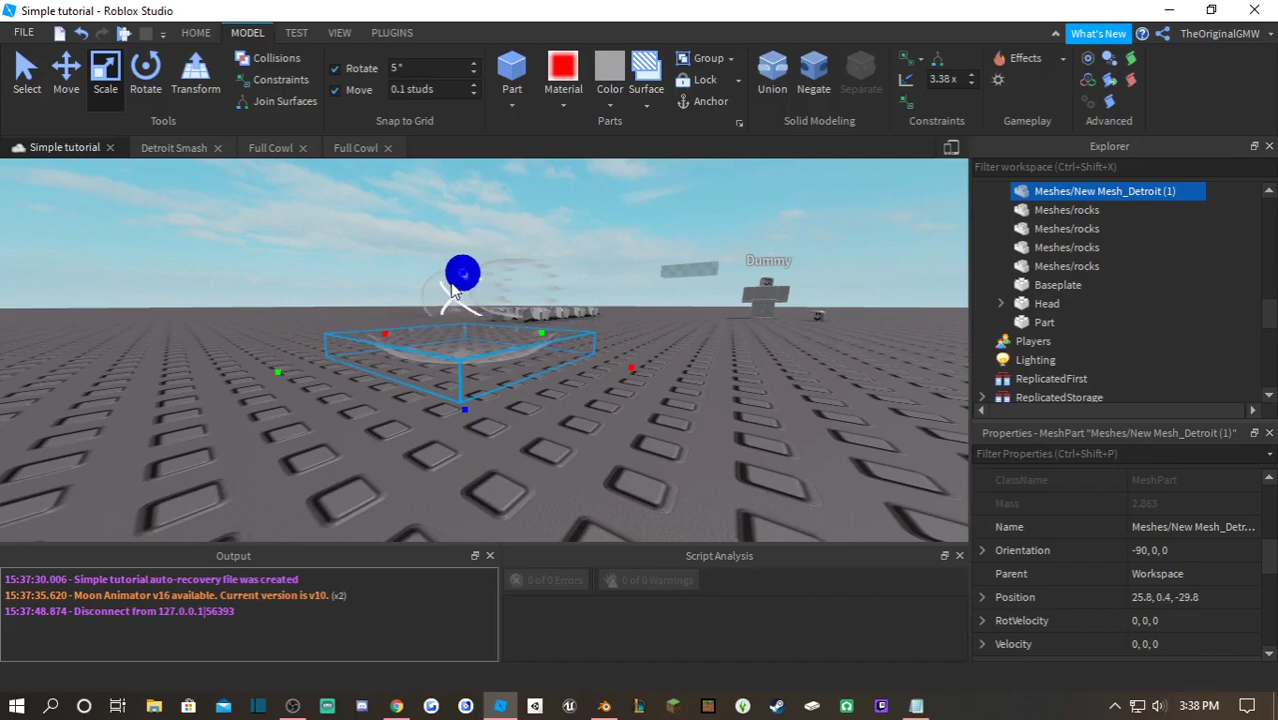 Simple tutorial - Roblox Studio
FILE
HOME
MODEL
TEST
VIEW
PLUGINS
What's New
TheOriginalGMW
Select
Move
Scale
Rotate
Transform
Collisions
Constraints
Join Surfaces
Tools
Rotate
5 °
Move
0.1 studs
Snap to Grid
Part
Material
Color
Surface
Group
Lock
Anchor
Parts
Union
Negate
Separate
Solid Modeling
3.38 x
Constraints
Effects
Gameplay
Advanced
Simple tutorial
Detroit Smash
Full Cowl
Full Cowl
Dummy
Explorer
Filter workspace (Ctrl+Shift+X)
Meshes/New Mesh_Detroit (1)
Meshes/rocks
Meshes/rocks
Meshes/rocks
Meshes/rocks
Baseplate
Head
Part
Players
Lighting
ReplicatedFirst
ReplicatedStorage
Properties - MeshPart "Meshes/New Mesh_Detroit (1)"
Filter Properties (Ctrl+Shift+P)
ClassName MeshPart
Mass 2.863
Name Meshes/New Mesh_Detr...
Orientation -90, 0, 0
Parent Workspace
Position 25.8, 0.4, -29.8
RotVelocity 0, 0, 0
Velocity 0, 0, 0
Output
15:37:30.006 - Simple tutorial auto-recovery file was created
15:37:35.620 - Moon Animator v16 available. Current version is v10. (x2)
15:37:48.874 - Disconnect from 127.0.0.1|56393
Script Analysis
0 of 0 Errors
0 of 0 Warnings
3:38 PM